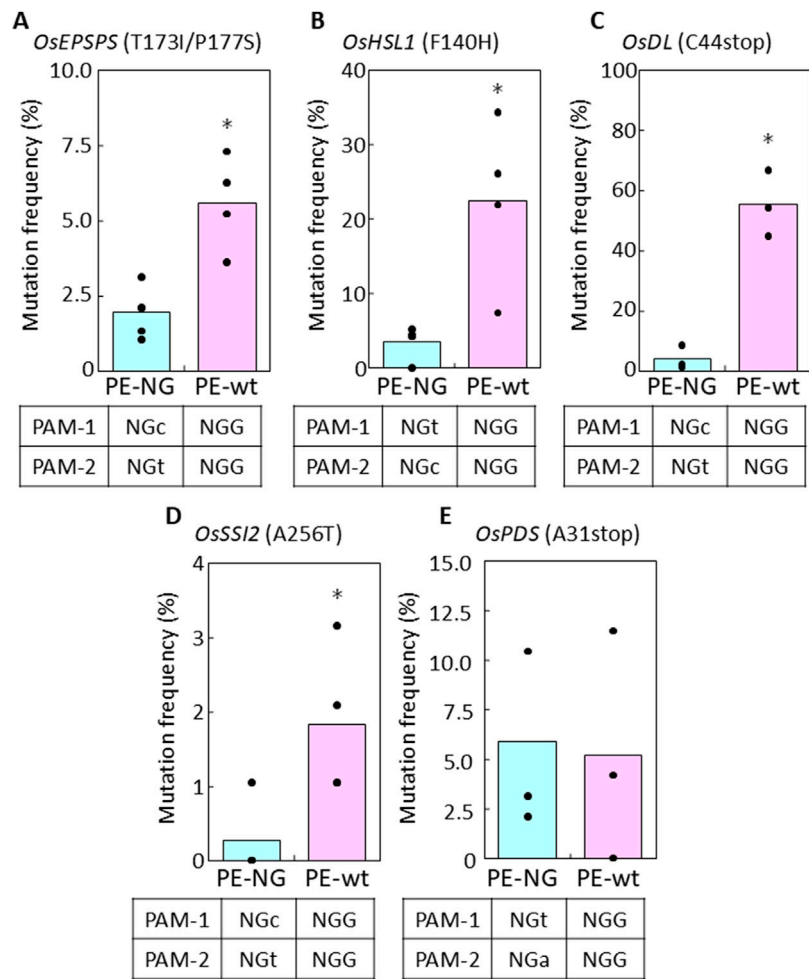 A
OsEPSPS (T173I/P177S)
Mutation frequency (%)
10.0
7.5
5.0
2.5
0
*
PE-NG PE-wt
PAM-1 NGc NGG
PAM-2 NGt NGG
B
OsHSL1 (F140H)
Mutation frequency (%)
40
30
20
10
0
*
PE-NG PE-wt
PAM-1 NGt NGG
PAM-2 NGc NGG
C
OsDL (C44stop)
Mutation frequency (%)
100
80
60
40
20
0
*
PE-NG PE-wt
PAM-1 NGc NGG
PAM-2 NGt NGG
D
OsSSI2 (A256T)
Mutation frequency (%)
4
3
2
1
0
*
PE-NG PE-wt
PAM-1 NGc NGG
PAM-2 NGt NGG
E
OsPDS (A31stop)
Mutation frequency (%)
15.0
12.5
7.5
5.0
2.5
0
PE-NG PE-wt
PAM-1 NGt NGG
PAM-2 NGa NGG